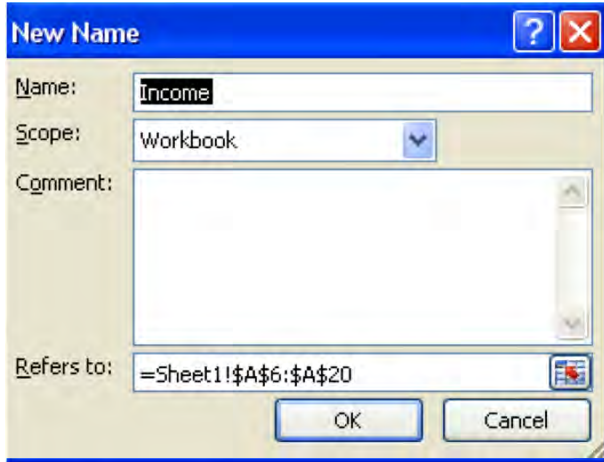 New Name
Name: Income
Scope: Workbook
Comment:
Refers to: =Sheet1!$A$6:$A$20
OK Cancel